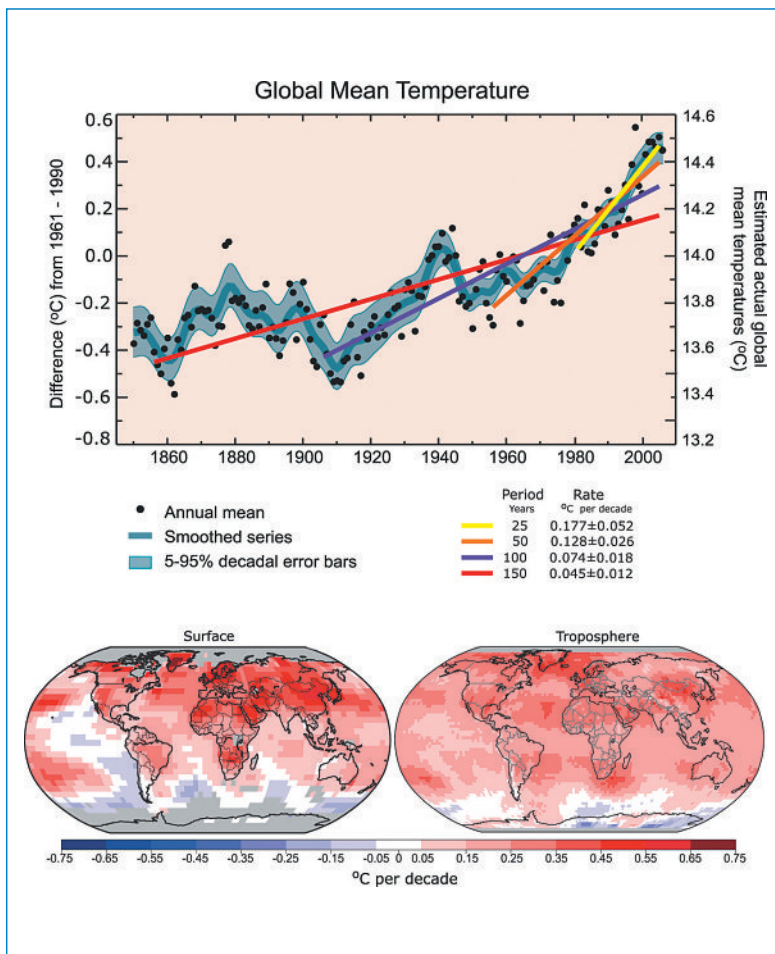 Global Mean Temperature
Difference (°C) from 1961 - 1990
0.6
0.4
0.2
0.0
-0.2
-0.4
-0.6
-0.8
14.6
14.4
14.2
14.0
13.8
13.6
13.4
13.2
Estimated actual global
mean temperatures
(°C)
1860 1880 1900 1920 1940 1960 1980 2000
Annual mean
Smoothed series
5-95% decadal error bars
Period Rate
Years °C per decade
25 0.177±0.052
50 0.128±0.026
100 0.074±0.018
150 0.045±0.012
Surface
Troposphere
-0.75 -0.65 -0.55 -0.45 -0.35 -0.25 -0.15 -0.05 0 0.05 0.15 0.25 0.35 0.45 0.55 0.65 0.75
°C per decade